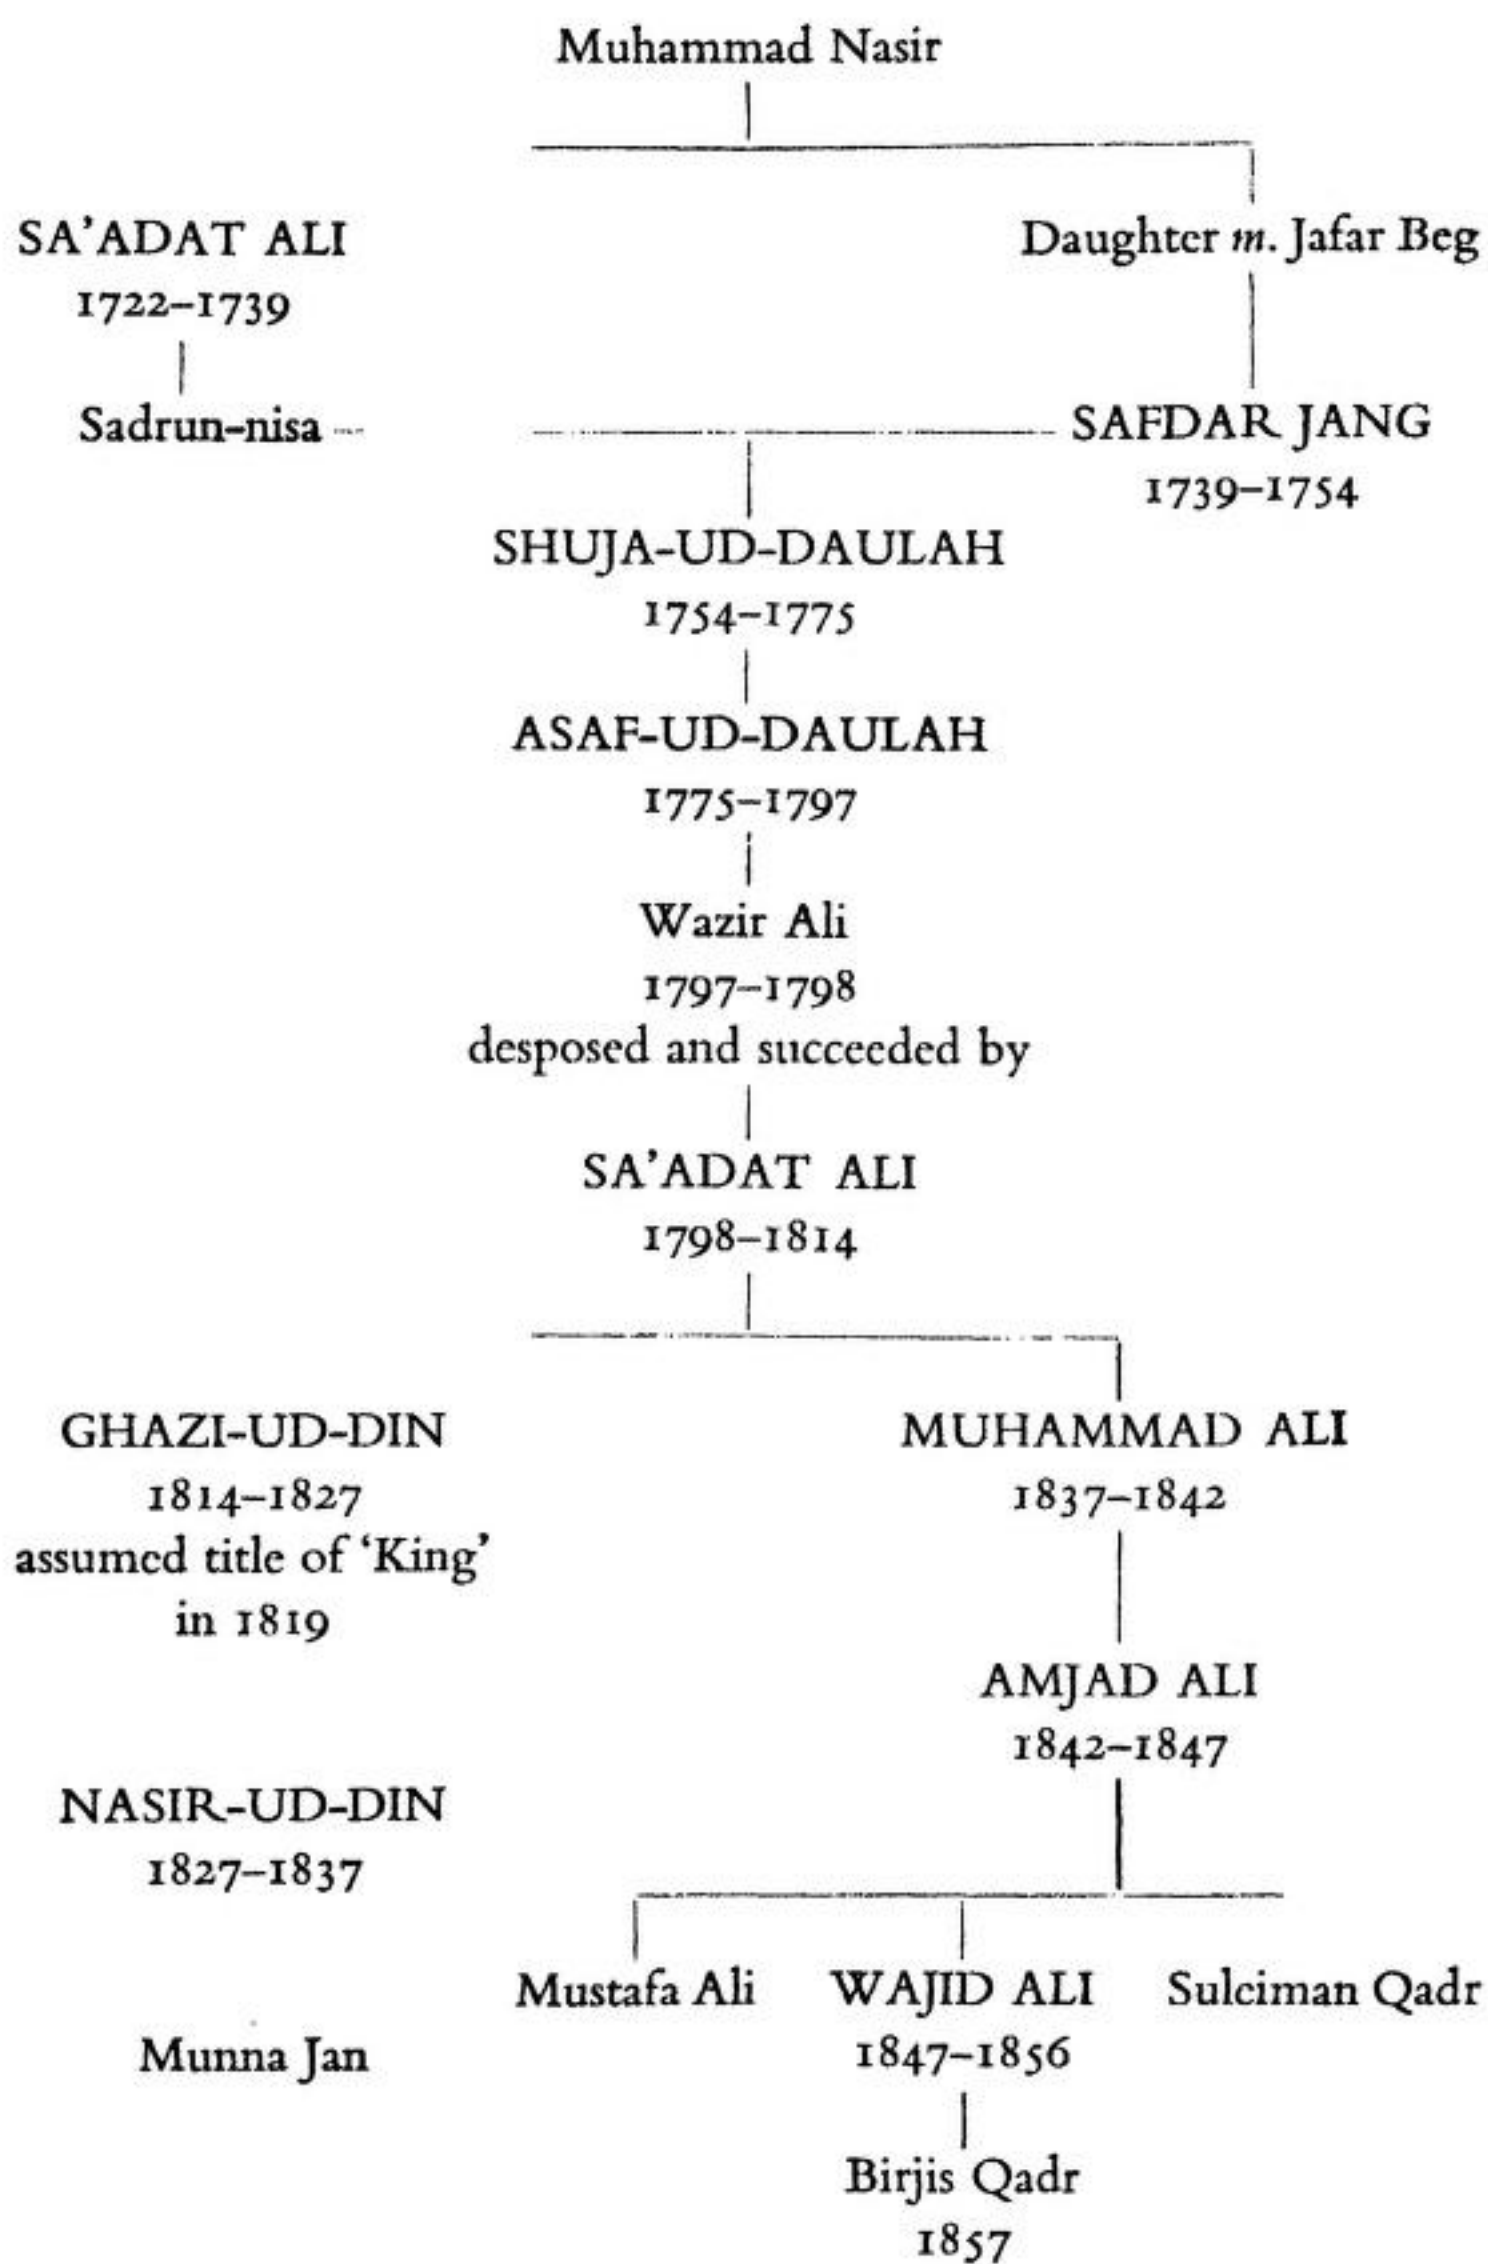 Muhammad Nasir
SA'ADAT ALI
1722–1739
Daughter m. Jafar Beg
Sadrun-nisa
SAFDAR JANG
1739–1754
SHUJA-UD-DAULAH
1754–1775
ASAF-UD-DAULAH
1775–1797
Wazir Ali
1797–1798
desposed and succeeded by
SA'ADAT ALI
1798–1814
GHAZI-UD-DIN
1814–1827
assumed title of ‘King’
in 1819
MUHAMMAD ALI
1837–1842
AMJAD ALI
1842–1847
NASIR-UD-DIN
1827–1837
Mustafa Ali
WAJID ALI
1847–1856
Suleiman Qadr
Munna Jan
Birjis Qadr
1857